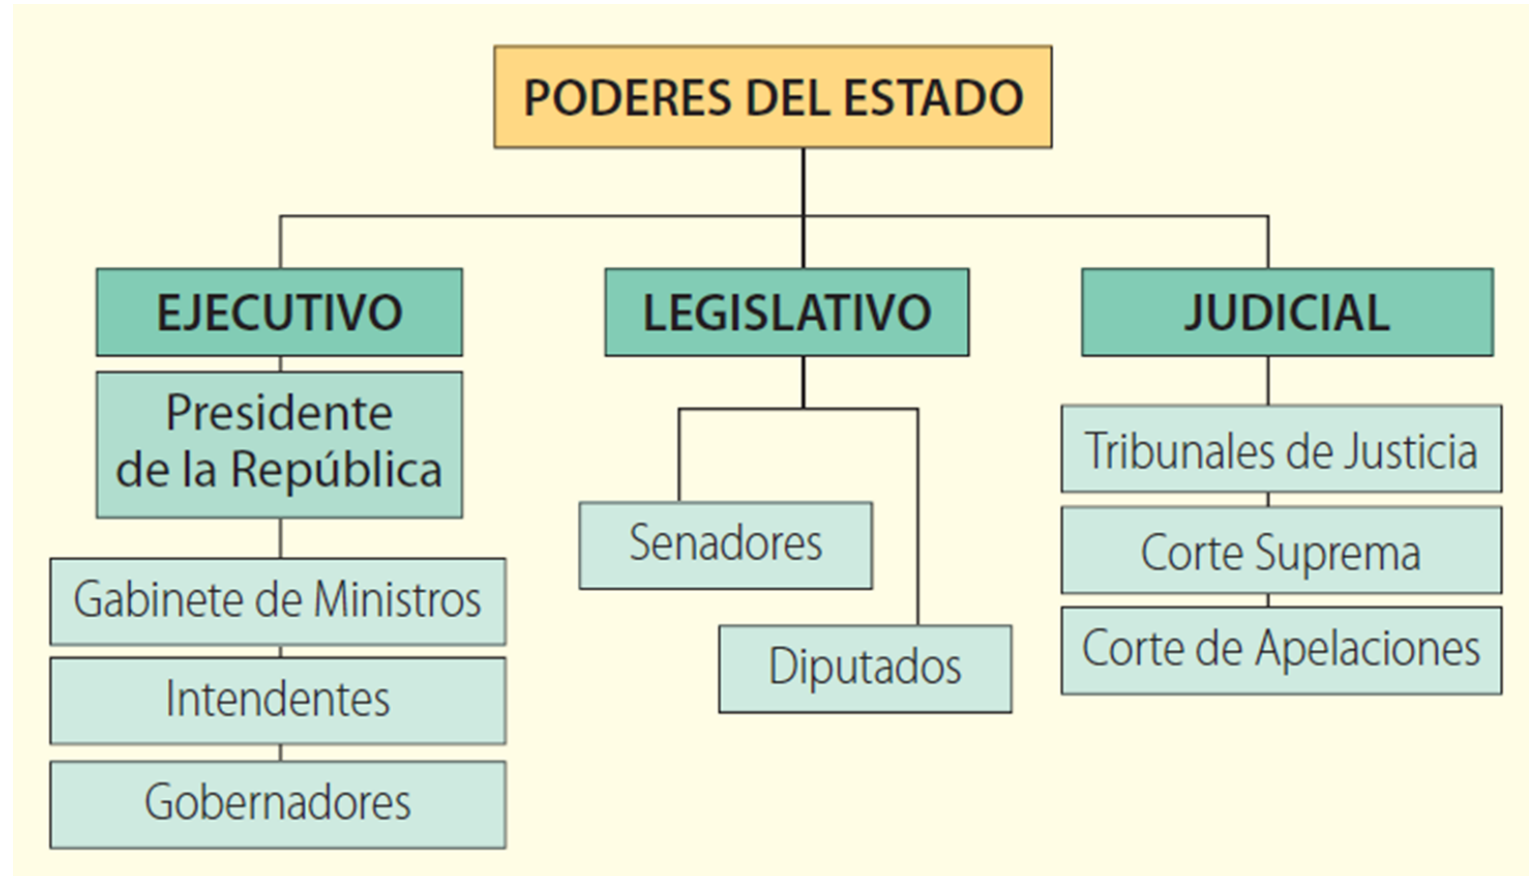 PODERES DEL ESTADO
EJECUTIVO
Presidente
de la República
Gabinete de Ministros
Intendentes
Gobernadores
LEGISLATIVO
Senadores
Diputados
JUDICIAL
Tribunales de Justicia
Corte Suprema
Corte de Apelaciones